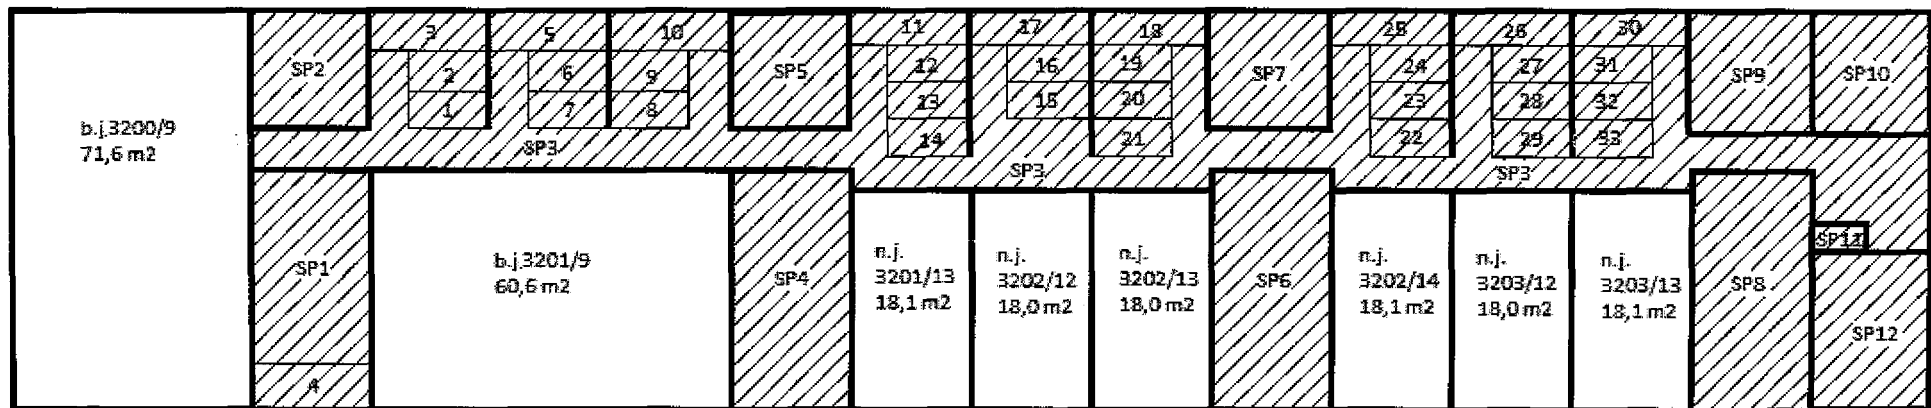 3
5
10
11
17
18
25
26
30
SP2
2
6
9
SP5
12
16
19
SP7
24
27
31
SP9
SP10
1
7
8
13
15
20
23
28
32
b.j.3200/9
71,6 m2
SP3
14
21
22
29
33
SP3
SP3
SP1
b.j.3201/9
60,6 m2
SP4
n.j.
3201/13
18,1 m2
n.j.
3202/12
18,0 m2
n.j.
3202/13
18,0 m2
SP6
n.j.
3202/14
18,1 m2
n.j.
3203/12
18,0 m2
n.j.
3203/13
18,1 m2
SP8
SP11
SP12
4